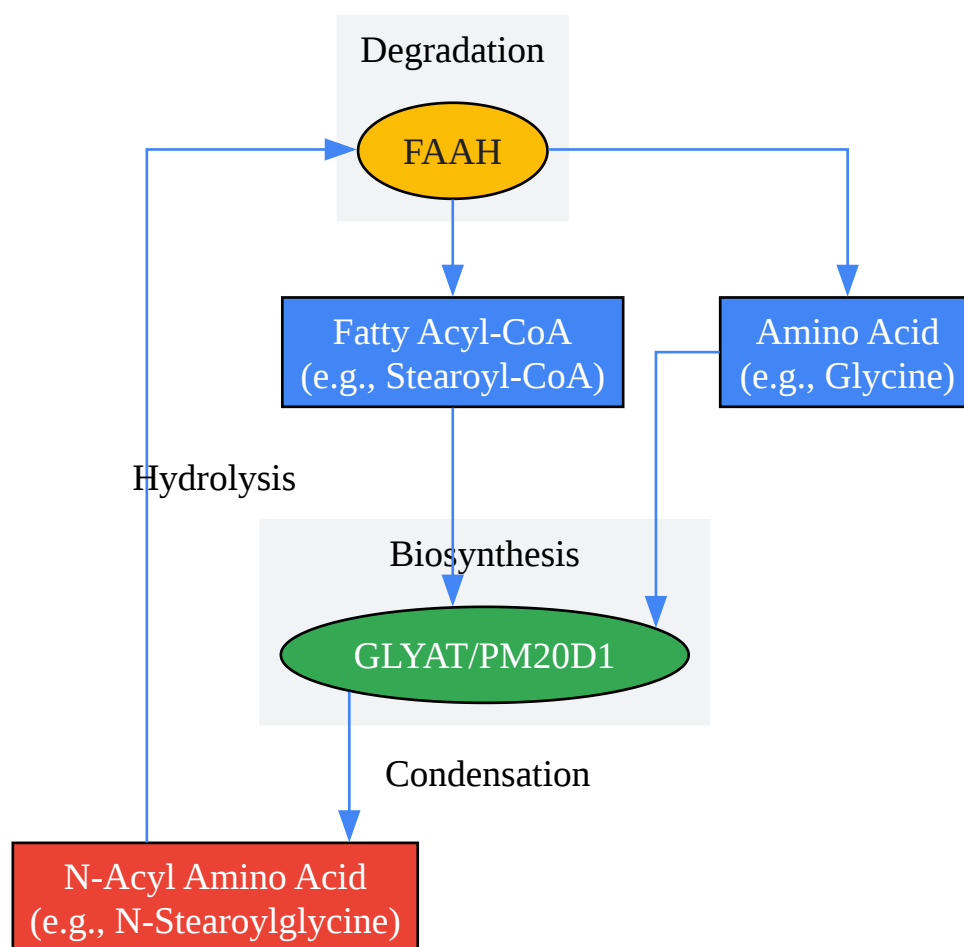 Degradation
FAAH
Fatty Acyl-CoA
(e.g., Stearoyl-CoA)
Amino Acid
(e.g., Glycine)
Hydrolysis
Biosynthesis
GLYAT/PM20D1
Condensation
N-Acyl Amino Acid
(e.g., N-Stearoylglycine)